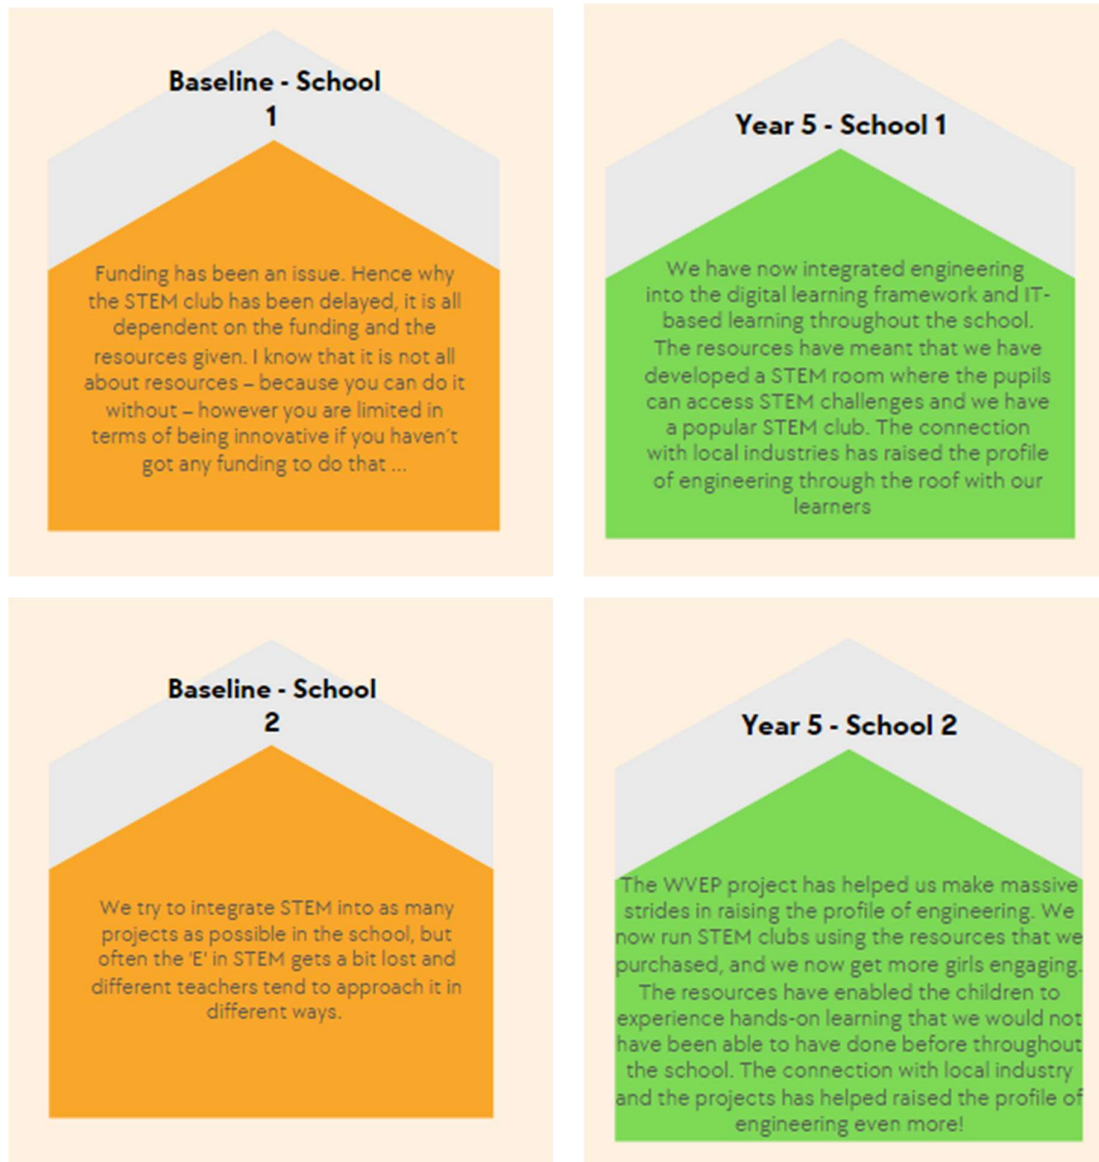 Baseline - School
1
Funding has been an issue. Hence why
the STEM club has been delayed, it is all
dependent on the funding and the
resources given. I know that it is not all
about resources – because you can do it
without – however you are limited in
terms of being innovative if you haven't
got any funding to do that ...
Year 5 - School 1
We have now integrated engineering
into the digital learning framework and IT-
based learning throughout the school.
The resources have meant that we have
developed a STEM room where the pupils
can access STEM challenges and we have
a popular STEM club. The connection
with local industries has raised the profile
of engineering through the roof with our
learners
Baseline - School
2
We try to integrate STEM into as many
projects as possible in the school, but
often the 'E' in STEM gets a bit lost and
different teachers tend to approach it in
different ways.
Year 5 - School 2
The WVEP project has helped us make massive
strides in raising the profile of engineering. We
now run STEM clubs using the resources that we
purchased, and we now get more girls engaging.
The resources have enabled the children to
experience hands-on learning that we would not
have been able to have done before throughout
the school. The connection with local industry
and the projects has helped raised the profile of
engineering even more!